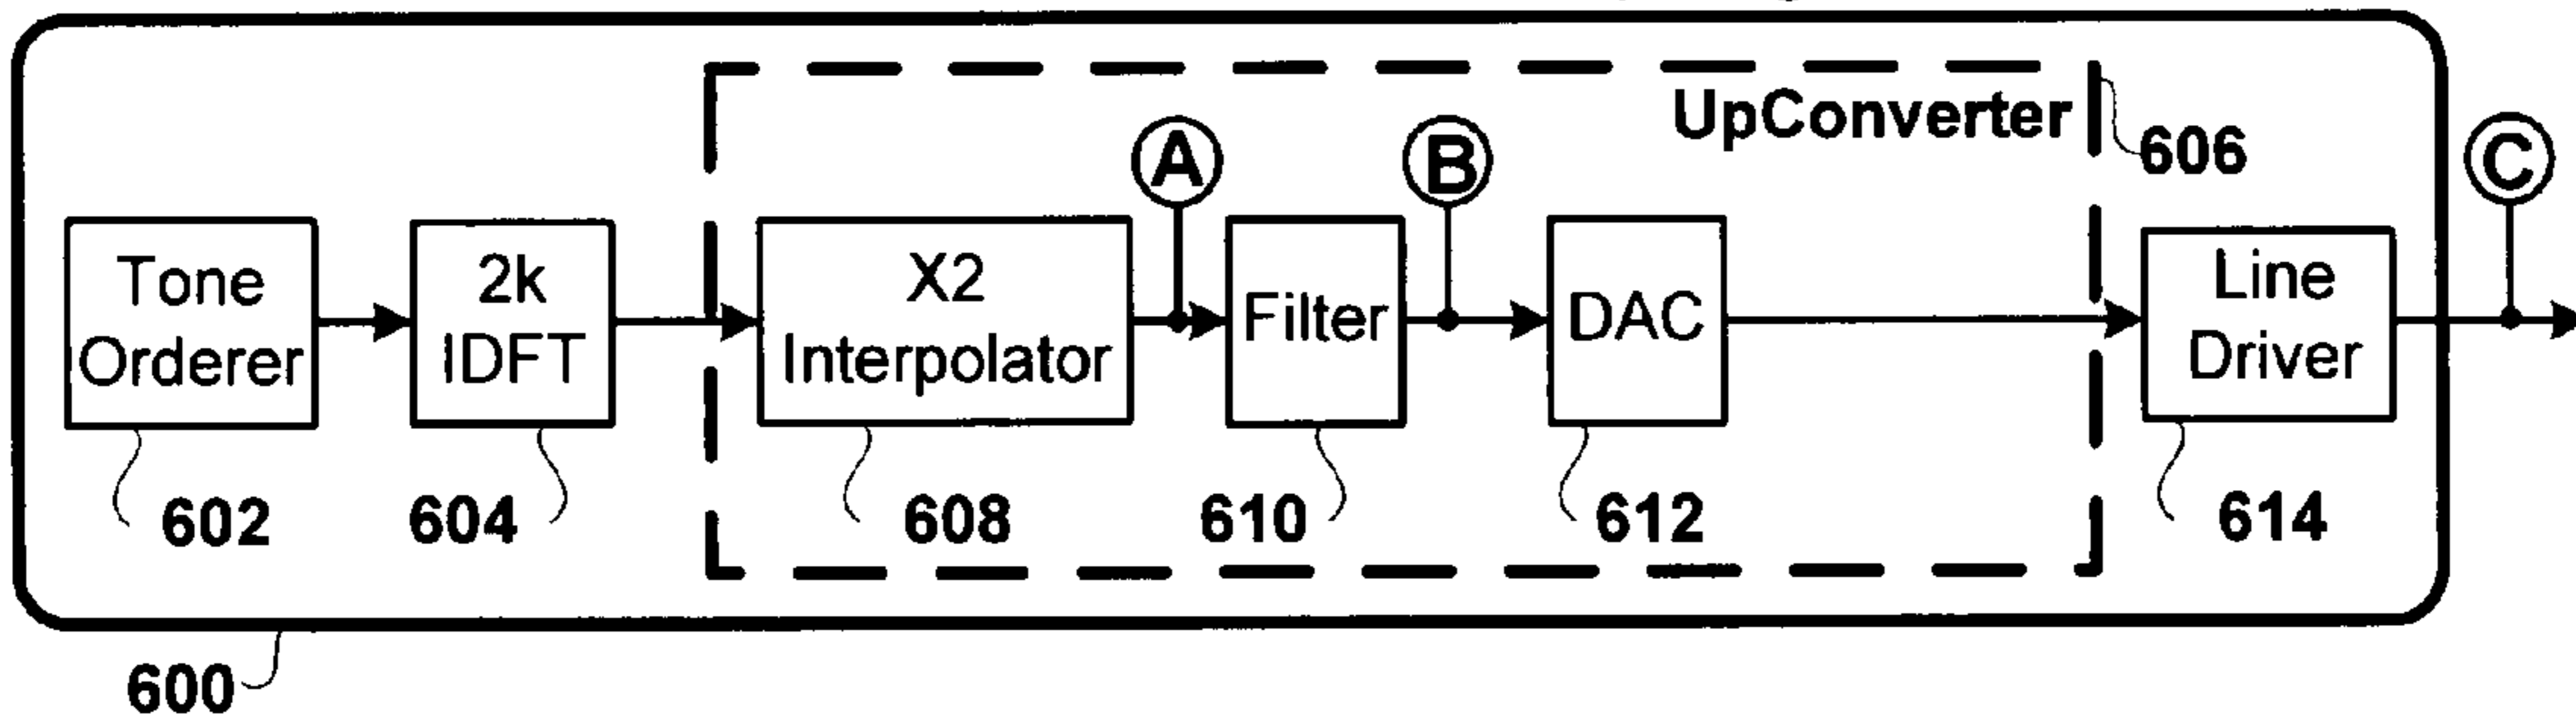 UpConverter
606
A
B
C
Tone
Orderer
2k
IDFT
X2
Interpolator
Filter
DAC
Line
Driver
602
604
608
610
612
614
600